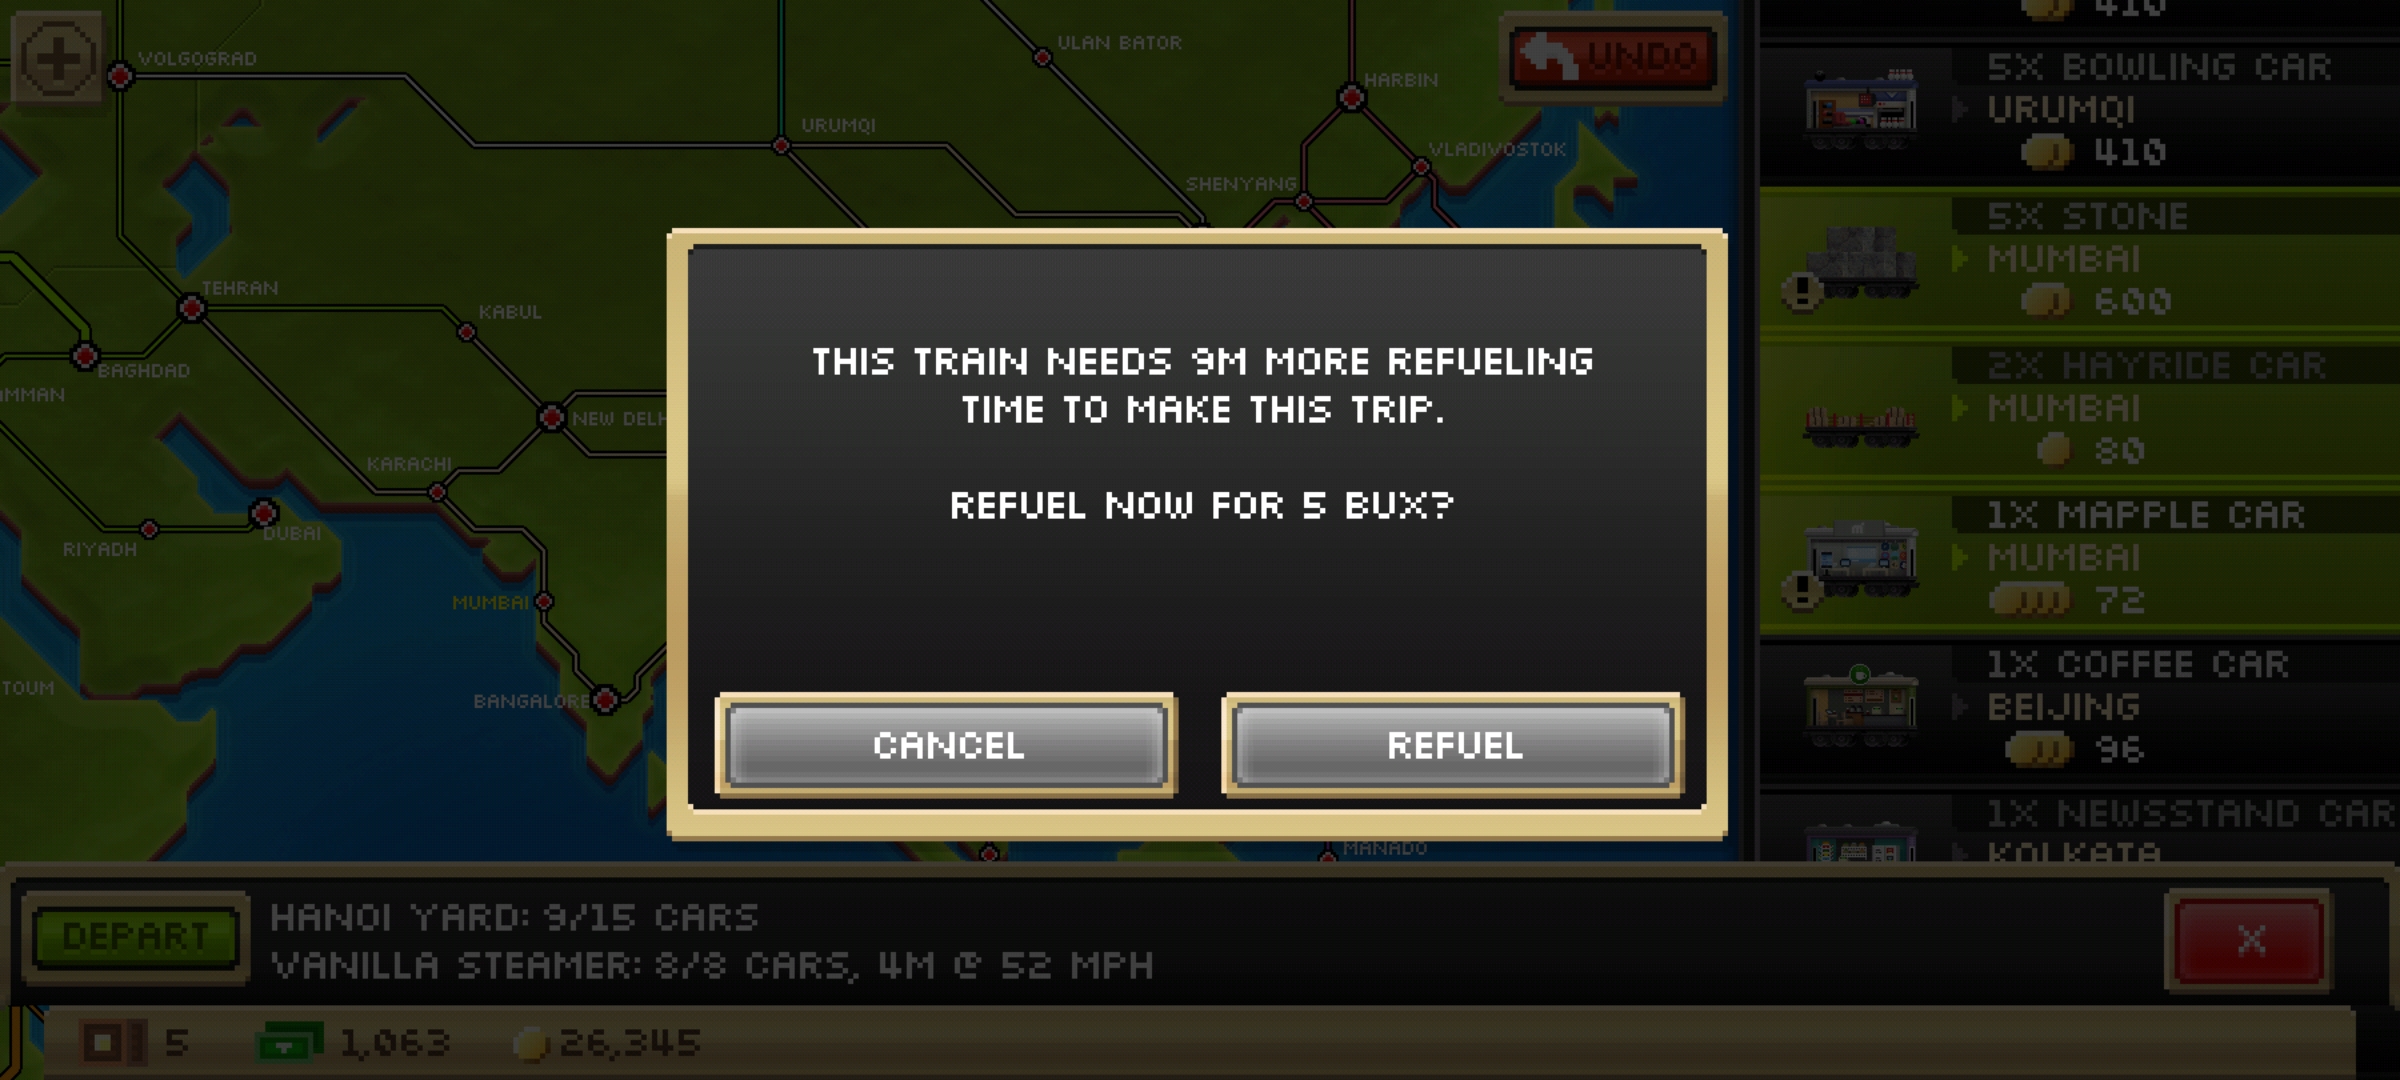 VOLGOGRAD
ULAN BATOR
UNDO
HARBIN
URUMQI
VLADIVOSTOK
SHENYANG
TEHRAN
KABUL
BAGHDAD
NEW DELH
KARACHI
DUBAI
RIYADH
MUMBAI
BANGALORE
MANADO
THIS TRAIN NEEDS 9M MORE REFUELING
TIME TO MAKE THIS TRIP.
REFUEL NOW FOR 5 BUX?
CANCEL
REFUEL
410
5X BOWLING CAR
URUMQI
410
5X STONE
MUMBAI
600
2X HAYRIDE CAR
MUMBAI
80
1X MAPPLE CAR
MUMBAI
72
1X COFFEE CAR
BEIJING
96
1X NEWSSTAND CAR
KOLKATA
DEPART
HANOI YARD: 9/15 CARS
VANILLA STEAMER: 8/8 CARS, 4M @ 52 MPH
X
5
1,063
26,345